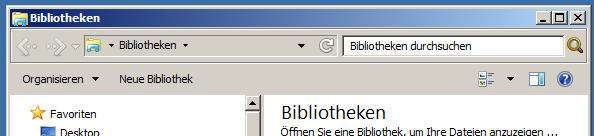 Bibliotheken
Bibliotheken
Bibliotheken durchsuchen
Organisieren
Neue Bibliothek
Favoriten
Desktop
Bibliotheken
Öffnen Sie eine Bibliothek, um Ihre Dateien anzuzeigen ...